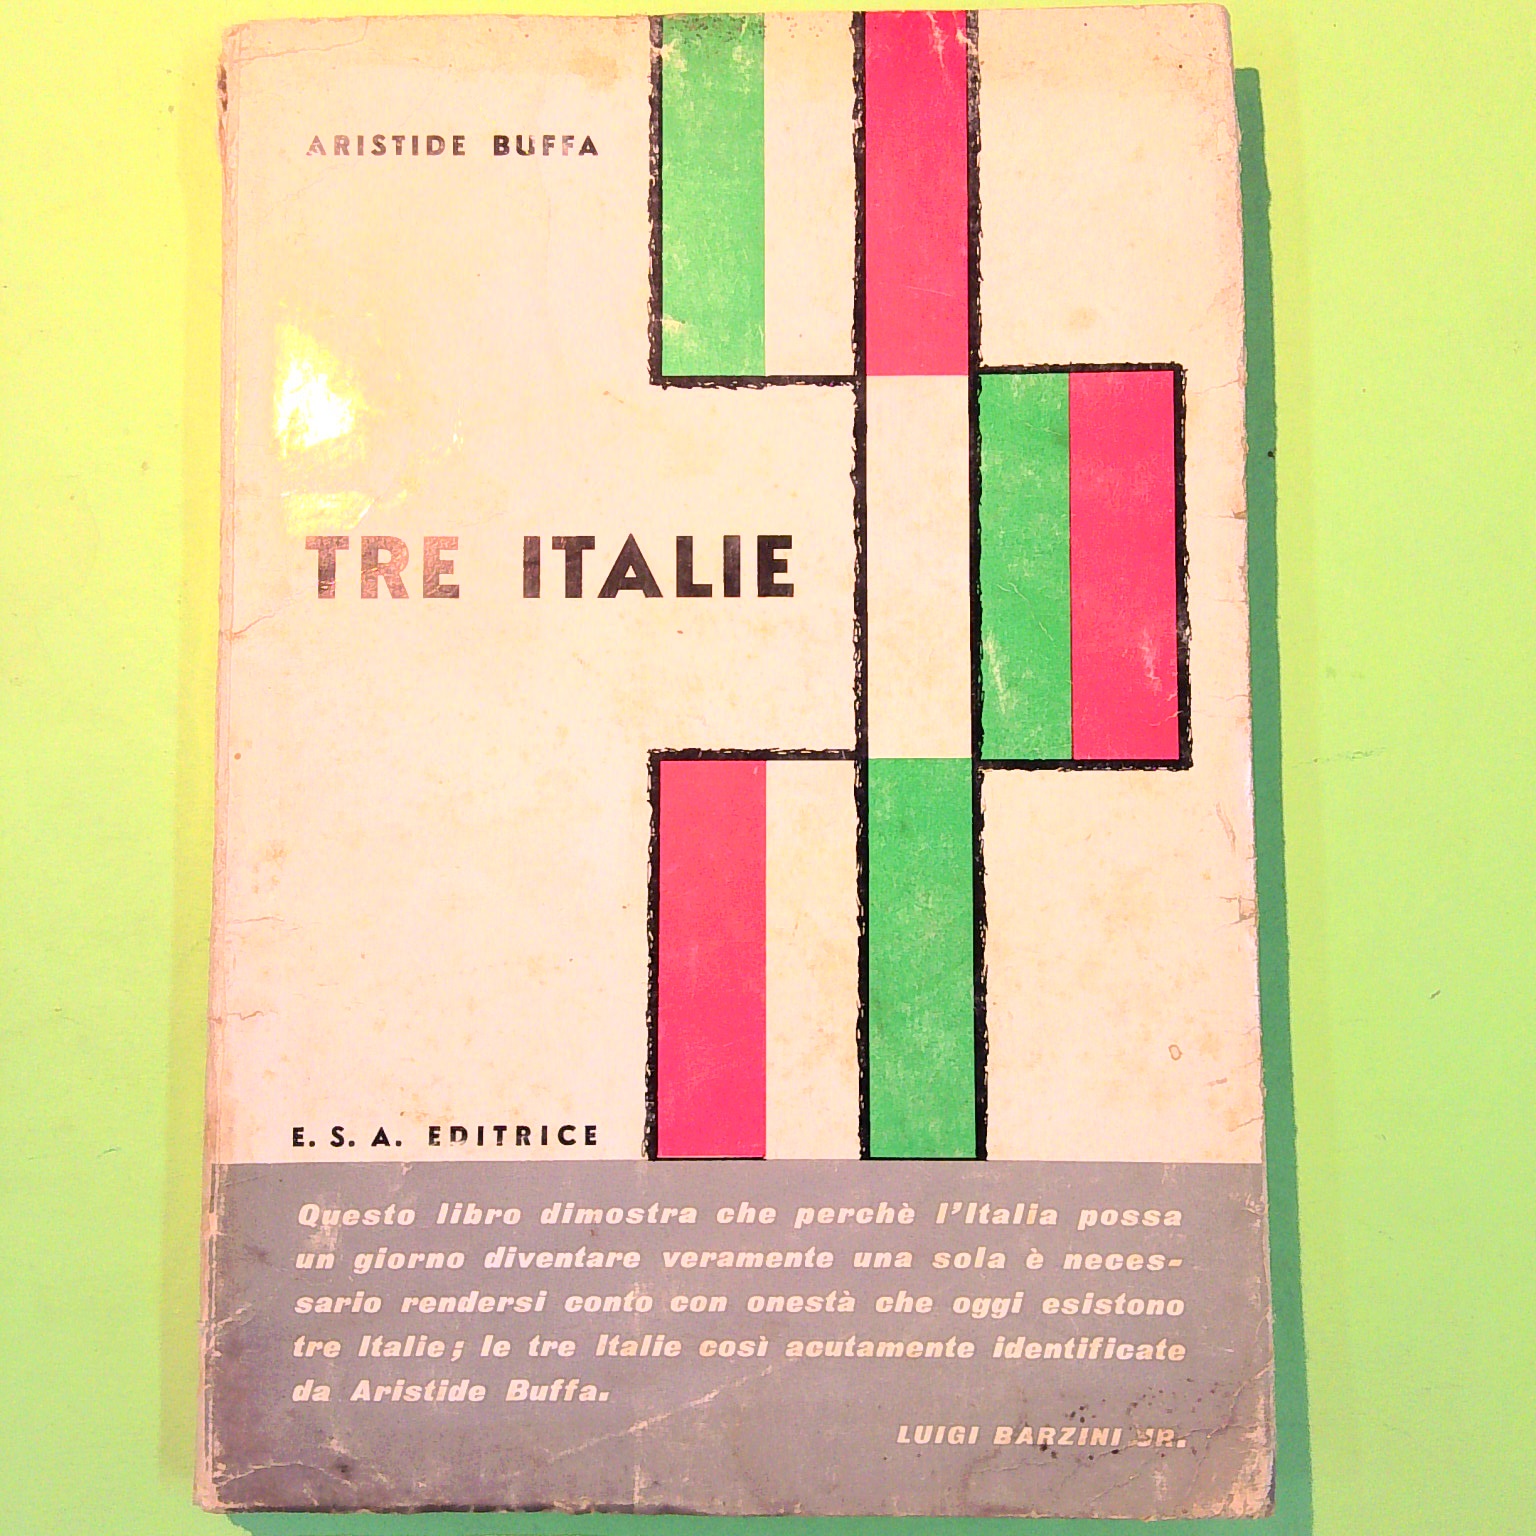 ARISTIDE BUFFA
TRE ITALIE
E. S. A. EDITRICE
Questo libro dimostra che perchè l'Italia possa
un giorno diventare veramente una sola è neces-
sario rendersi conto con onestà che oggi esistono
tre Italie; le tre Italie così acutamente identificate
da Aristide Buffa.
LUIGI BARZINI JR.